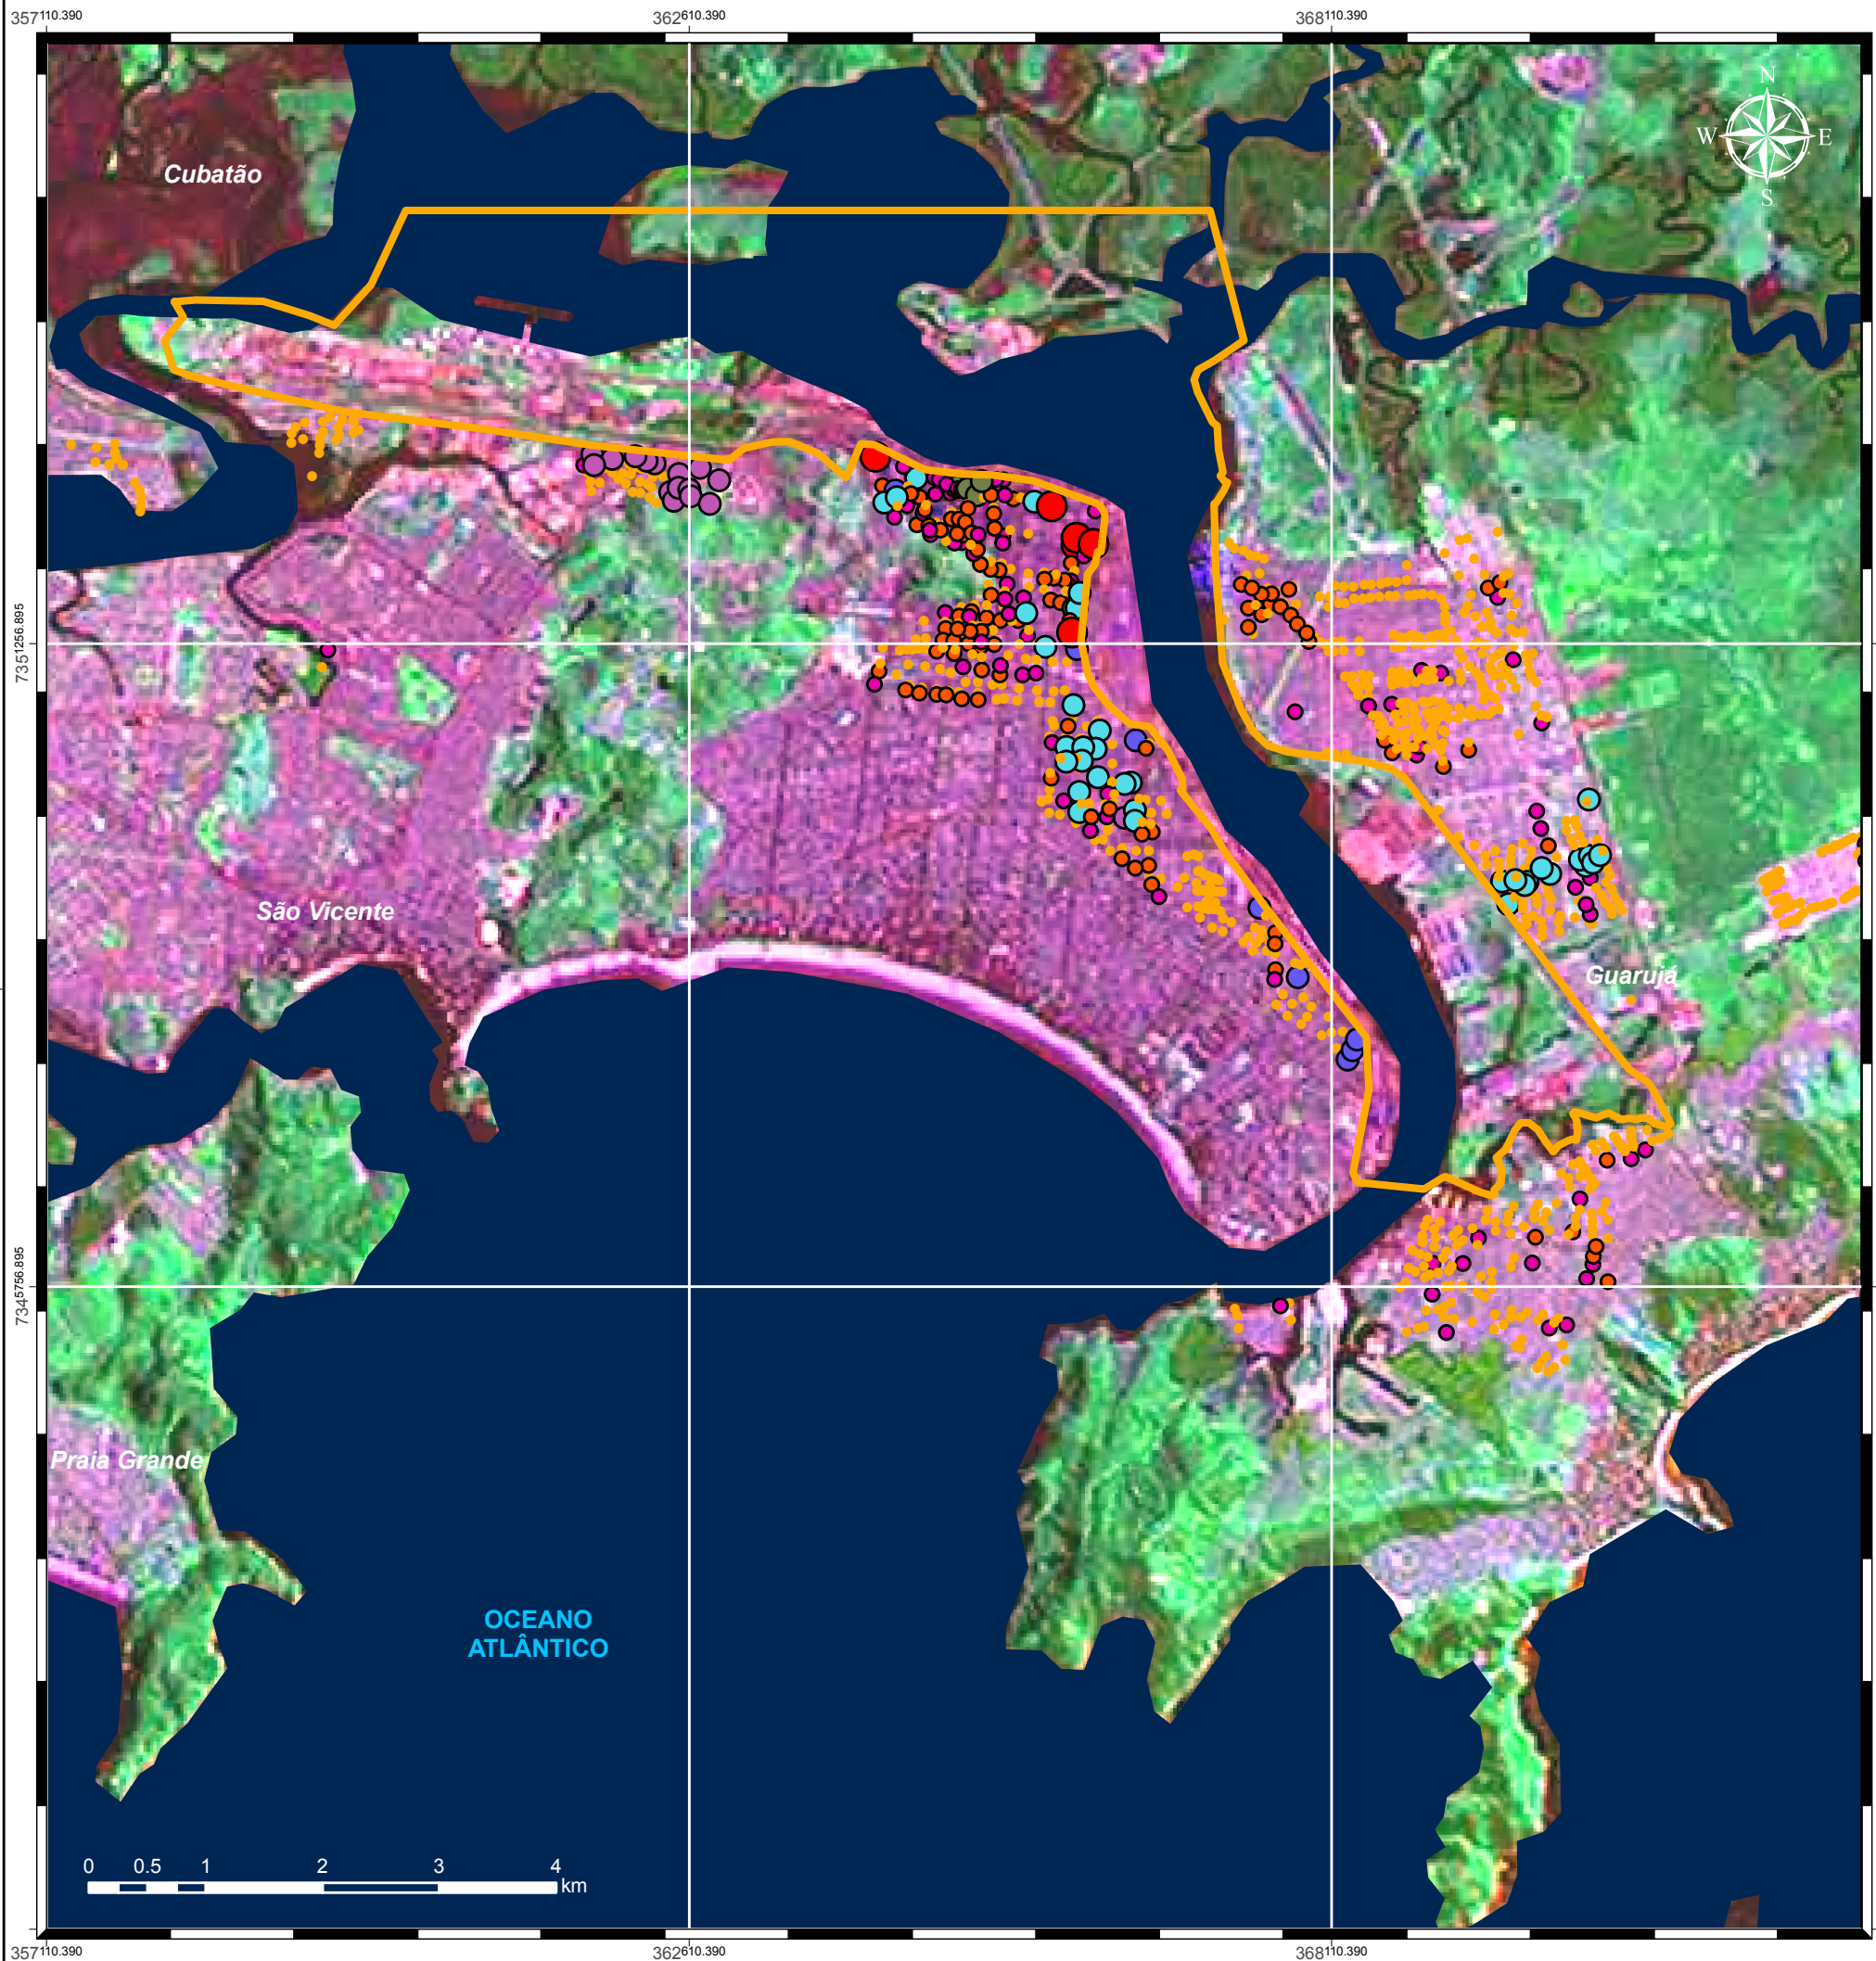 357110.390 362610.390 368110.390
N
W E
S
Cubatão
7351256.895
São Vicente
Guarujá
7345756.895
Praia Grande
OCEANO
ATLÂNTICO
0 0.5 1 2 3 4
km
357110.390 362610.390 368110.390